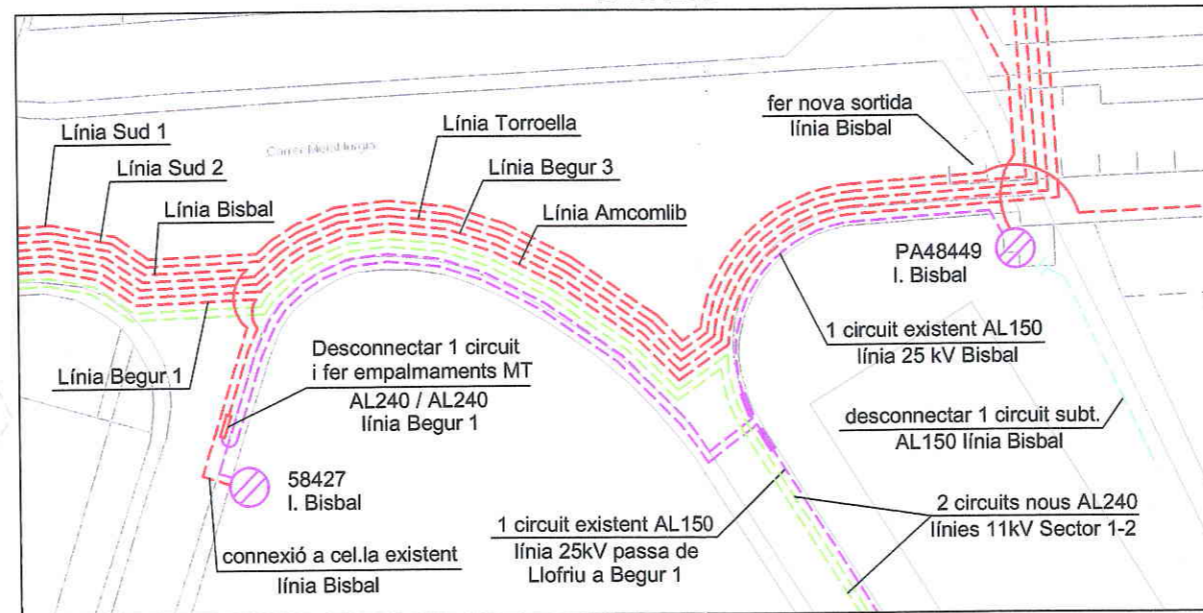 Línia Sud 1
Línia Sud 2
Línia Bisbal
Línia Begur 1
Línia Torroella
Línia Begur 3
Línia Amcomlib
fer nova sortida
línia Bisbal
PA48449
I. Bisbal
1 circuit existent AL150
línia 25 kV Bisbal
Desconnectar 1 circuit
i fer empalmaments MT
AL240 / AL240
línia Begur 1
58427
I. Bisbal
connexió a cel.la existent
línia Bisbal
desconnectar 1 circuit subt.
AL150 línia Bisbal
1 circuit existent AL150
línia 25kV passa de
Llofriu a Begur 1
2 circuits nous AL240
línies 11kV Sector 1-2